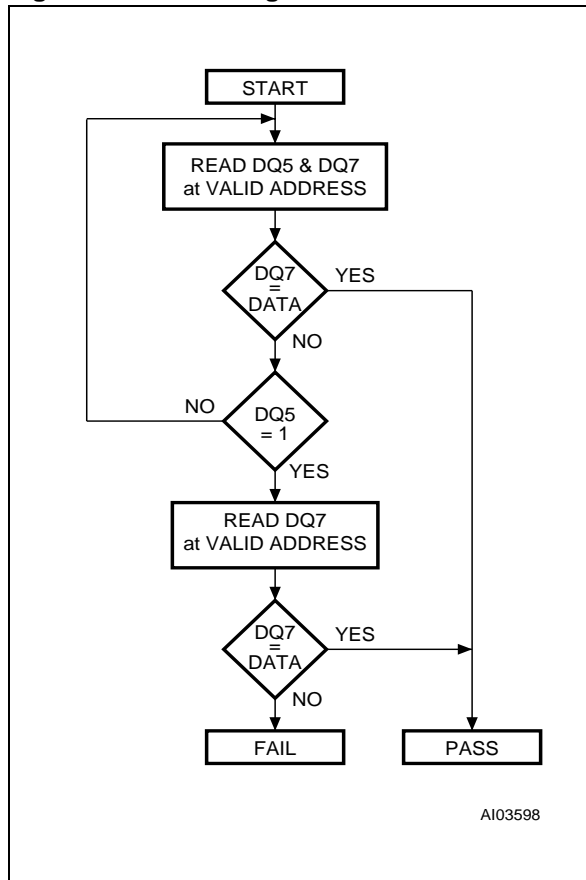 START
READ DQ5 & DQ7
at VALID ADDRESS
DQ7
=
DATA
YES
NO
NO
DQ5
= 1
YES
READ DQ7
at VALID ADDRESS
DQ7
=
DATA
YES
NO
FAIL
PASS
AI03598